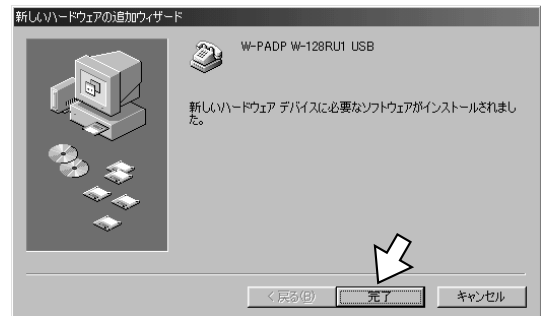 新しいハードウェアの追加ウィザード
W-PADP W-128RU1 USB
新しいハードウェア デバイスに必要なソフトウェアがインストールされまし
た。
< 戻る(B)
完了
キャンセル